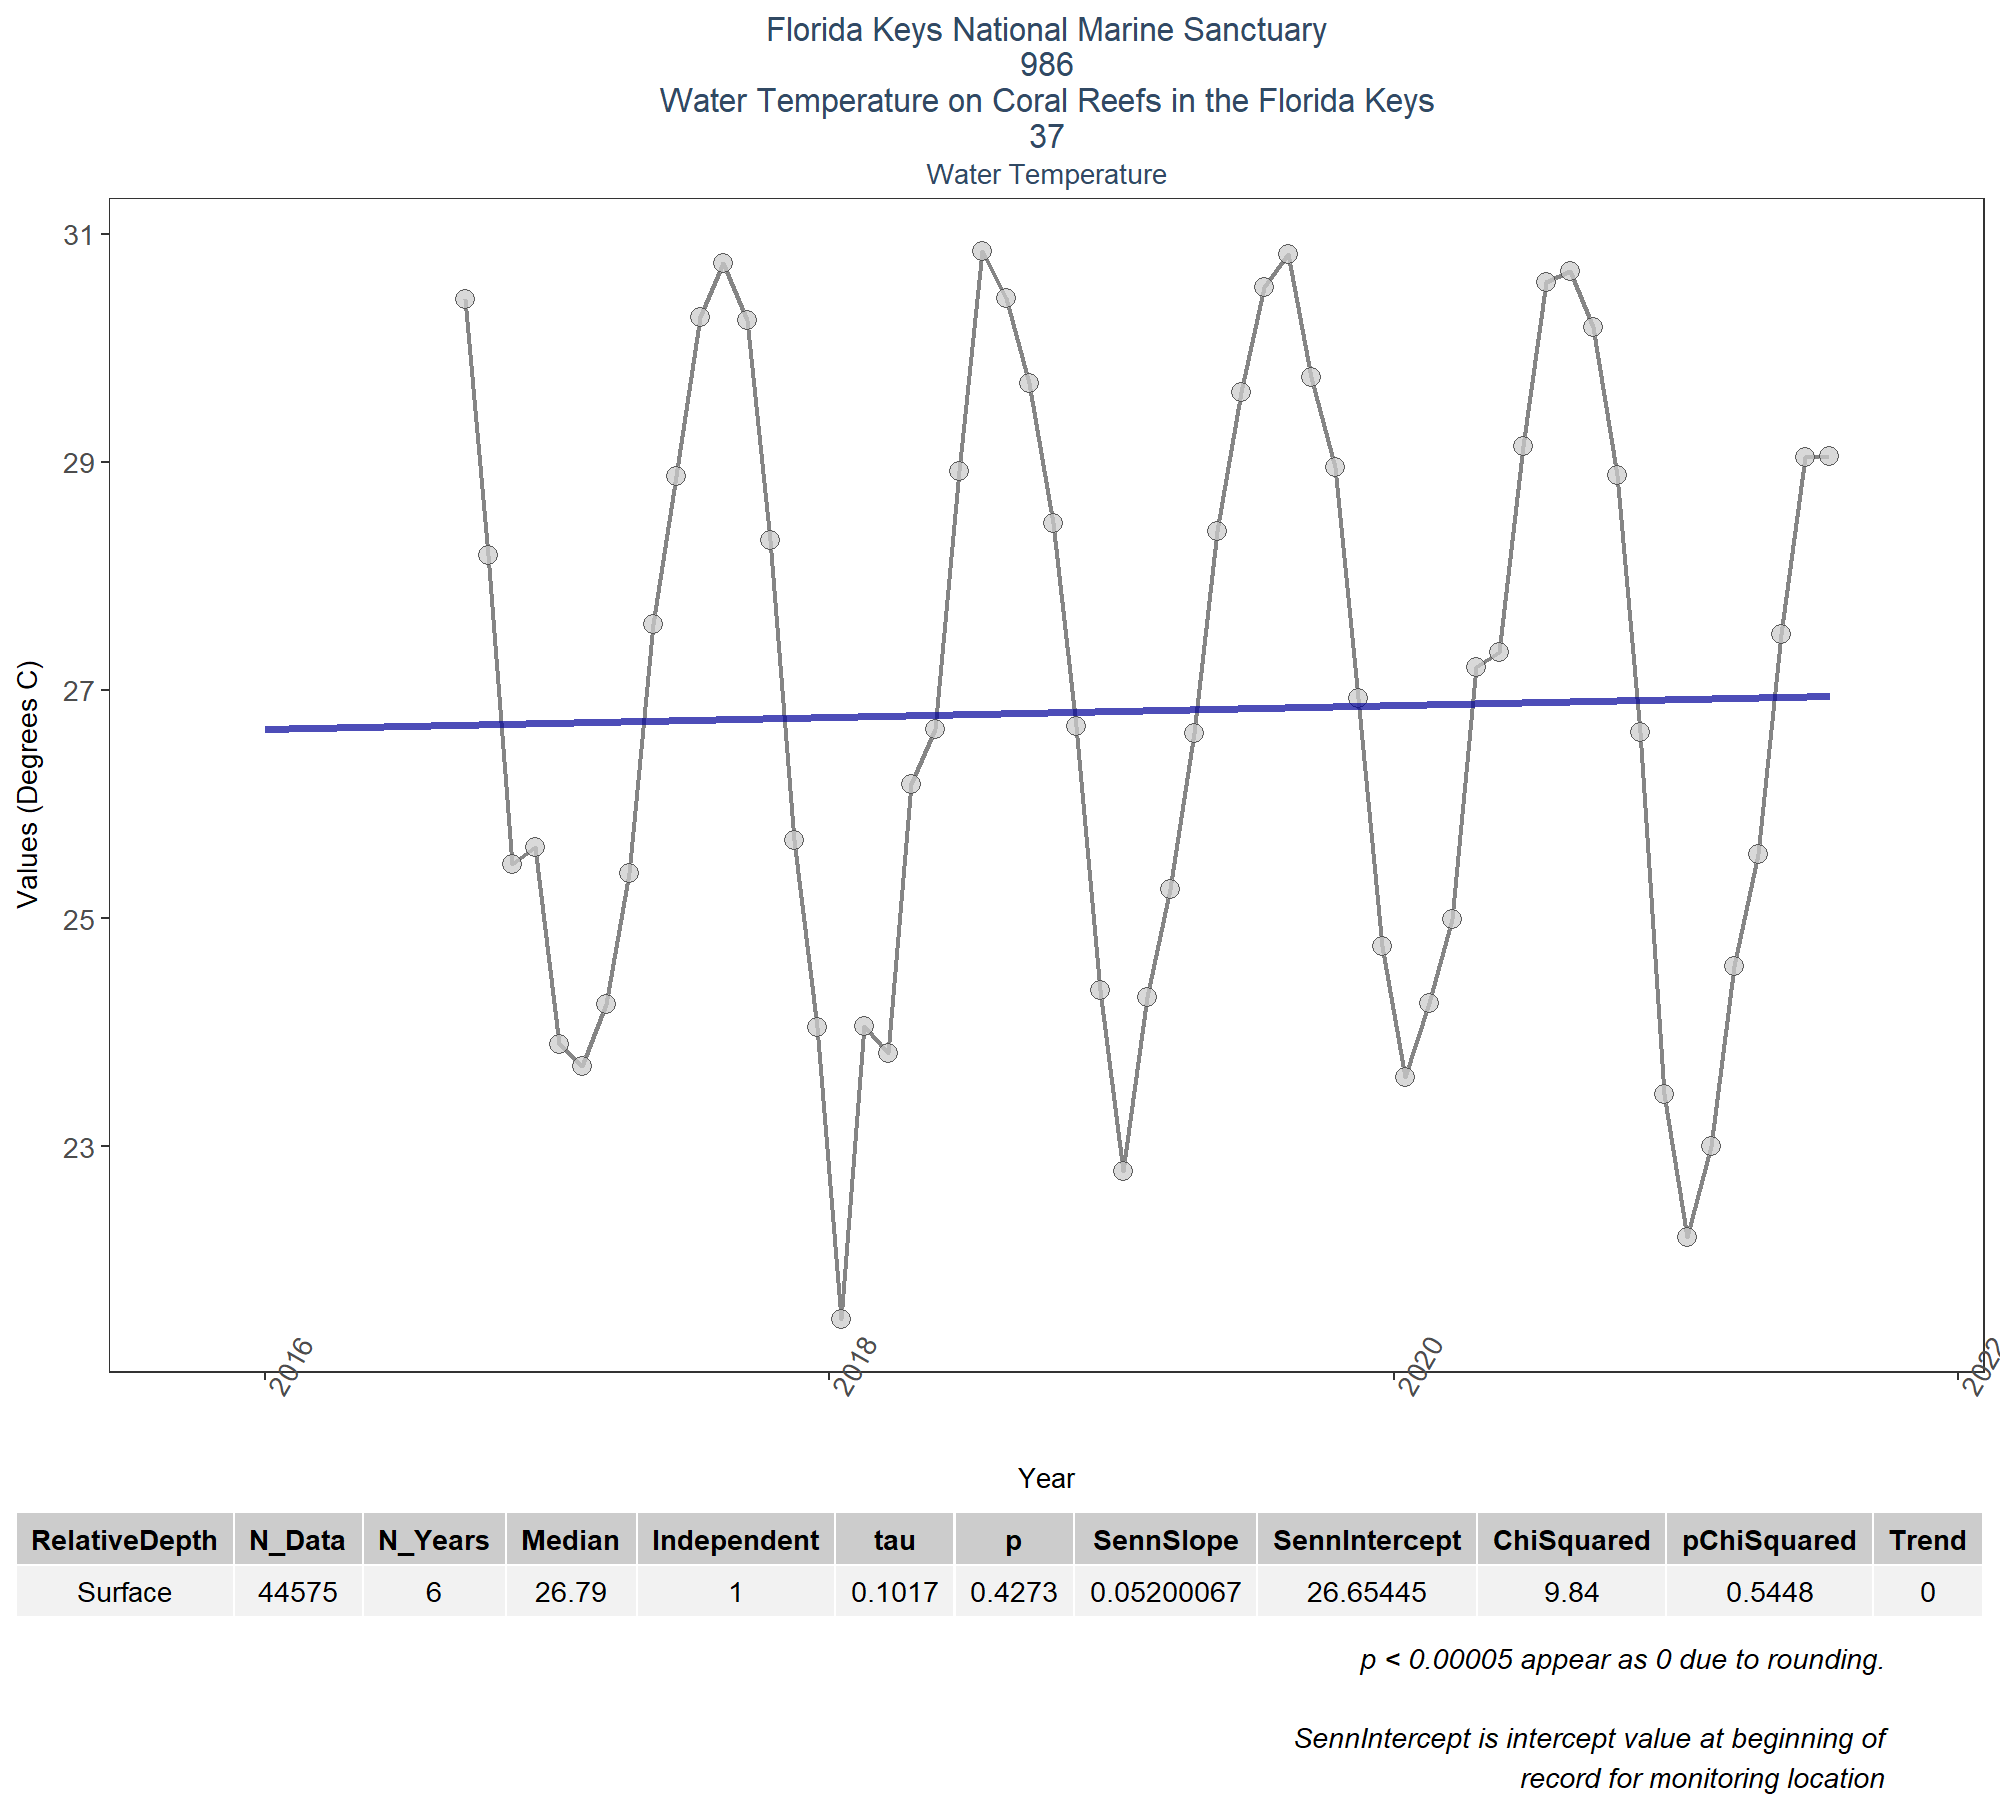 Florida Keys National Marine Sanctuary
986
Water Temperature on Coral Reefs in the Florida Keys
37
Water Temperature
31
29
27
25
23
Values (Degrees C)
2016
2018
2020
2022
Year
RelativeDepth N_Data N_Years Median Independent tau p SennSlope SennIntercept ChiSquared pChiSquared Trend
Surface 44575 6 26.79 1 0.1017 0.4273 0.05200067 26.65445 9.84 0.5448 0
p < 0.00005 appear as 0 due to rounding.
SennIntercept is intercept value at beginning of
record for monitoring location